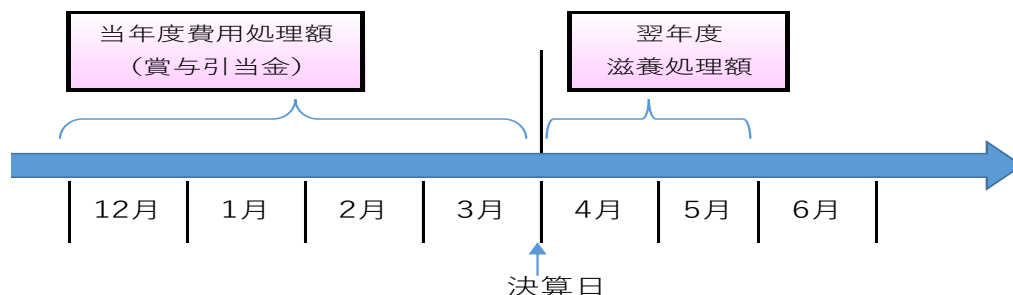 当年度費用処理額
（賞与引当金）
翌年度
滋養処理額
12月
1月
2月
3月
4月
5月
6月
決算日